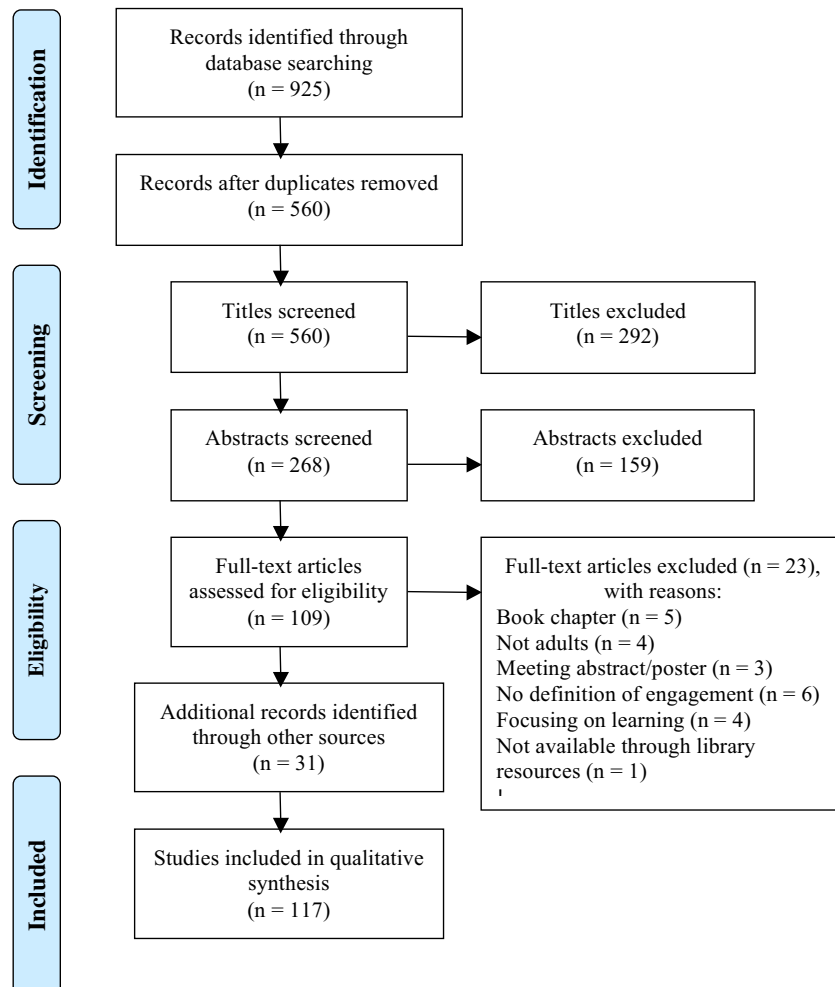 Identification
Records identified through
database searching
(n = 925)
Records after duplicates removed
(n = 560)
Screening
Titles screened
(n = 560)
Titles excluded
(n = 292)
Abstracts screened
(n = 268)
Abstracts excluded
(n = 159)
Eligibility
Full-text articles
assessed for eligibility
(n = 109)
Full-text articles excluded (n = 23),
with reasons:
Book chapter (n = 5)
Not adults (n = 4)
Meeting abstract/poster (n = 3)
No definition of engagement (n = 6)
Focusing on learning (n = 4)
Not available through library
resources (n = 1)
Additional records identified
through other sources
(n = 31)
Included
Studies included in qualitative
synthesis
(n = 117)